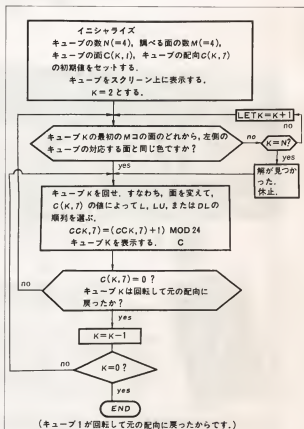 イニシャライズ
キューブの数N(=4), 調べる面の数M(=4),
キューブの面C(K,1), キューブの配向C(K,7)
の初期値をセットする.
キューブをスクリーン上に表示する.
K=2とする.
LETK=K+1
キューブKの最初のMコの面のどれから, 左側の
キューブの対応する面と同じ色ですか?
no
K=N?
no
yes
yes
解が見つかった.
休止.
キューブKを回せ. すなわち, 面を変えて,
C(K,7)の値によってL, LU, またはDLの
順列を選ぶ.
CCK,7)=(CCK,7)+1) MOD24
キューブKを表示する. C
C(K,7)=0?
キューブKは回転して元の配向に
戻ったか?
no
yes
K=K-1
no
K=0?
yes
END
(キューブ1が回転して元の配向に戻ったからです.)